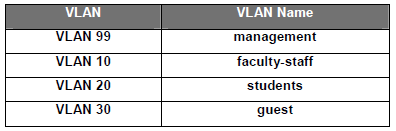 VLAN VLAN Name
VLAN 99 management
VLAN 10 faculty-staff
VLAN 20 students
VLAN 30 guest